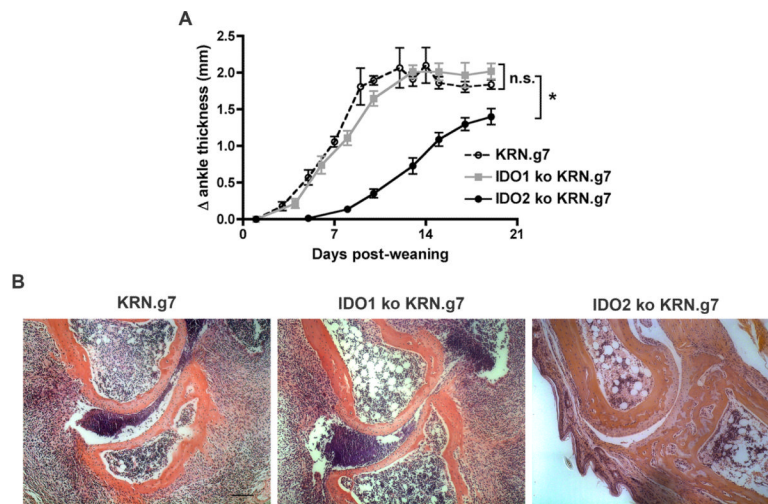 A
Δ ankle thickness (mm)
2.5
2.0
1.5
1.0
0.5
0.0
n.s.
*
KRN.g7
IDO1 ko KRN.g7
IDO2 ko KRN.g7
0
7
14
21
Days post-weaning
B
KRN.g7
IDO1 ko KRN.g7
IDO2 ko KRN.g7